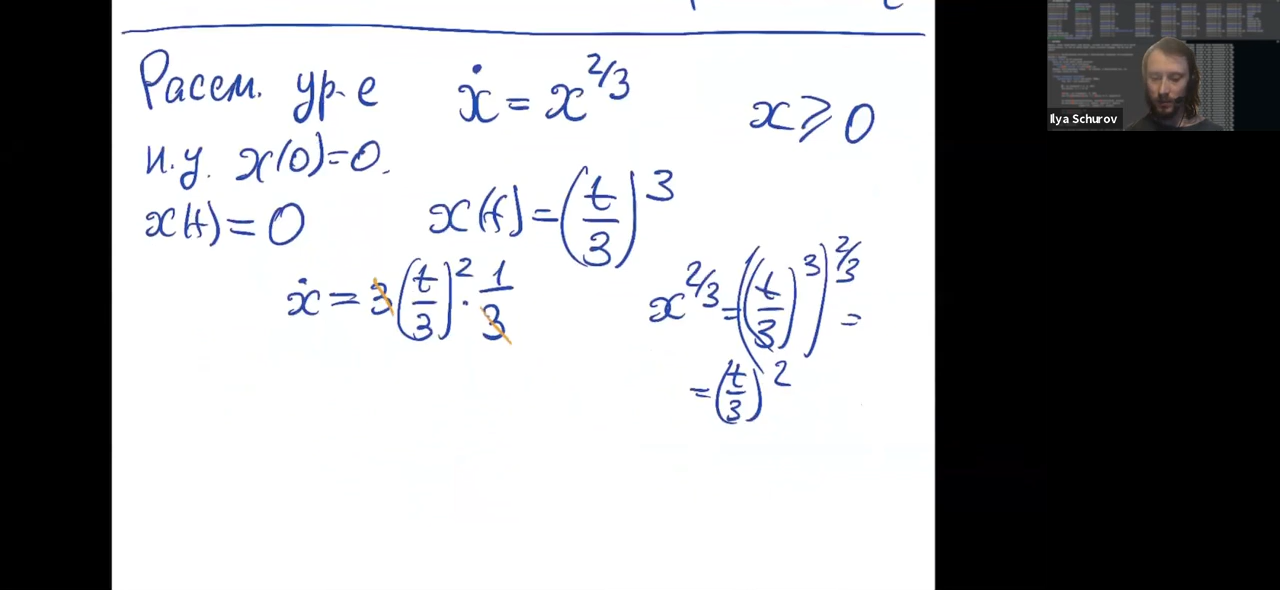 Рассм. ур-е ẋ = x^{2/3} x ⩾ 0
н.у. x(0)=0.
x(t) = 0 x(t) = (t/3)^3
ẋ = 3(t/3)^2 · 1/3 x^{2/3} = ((t/3)^3)^{2/3} =
= (t/3)^2
Ilya Schurov